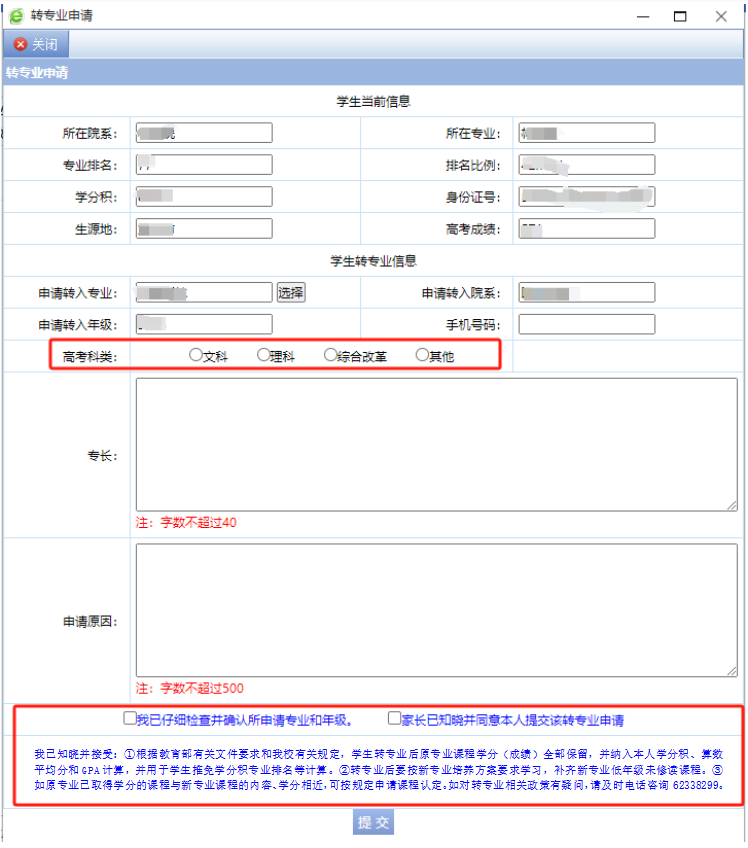 转专业申请
关闭
转专业申请
学生当前信息
所在院系： 所在专业：
专业排名： 排名比例：
学分积： 身份证号：
生源地： 高考成绩：
学生转专业信息
申请转入专业： 选择 申请转入院系：
申请转入年级： 手机号码：
高考科类： 文科 理科 综合改革 其他
专长：
注：字数不超过40
申请原因：
注：字数不超过500
我已仔细检查并确认所申请专业和年级。 家长已知晓并同意本人提交该转专业申请
我已知晓并接受：①根据教育部有关文件要求和我校有关规定，学生转专业后原专业课程学分（成绩）全部保留，并纳入本人学分积、算数
平均分和GPA计算，并用于学生推免学分积专业排名等计算。②转专业后要按新专业培养方案要求学习，补齐新专业低年级未修读课程。③
如原专业已取得学分的课程与新专业课程的内容、学分相近，可按规定申请课程认定。如对转专业相关政策有疑问，请及时电话咨询 62338299。
提交